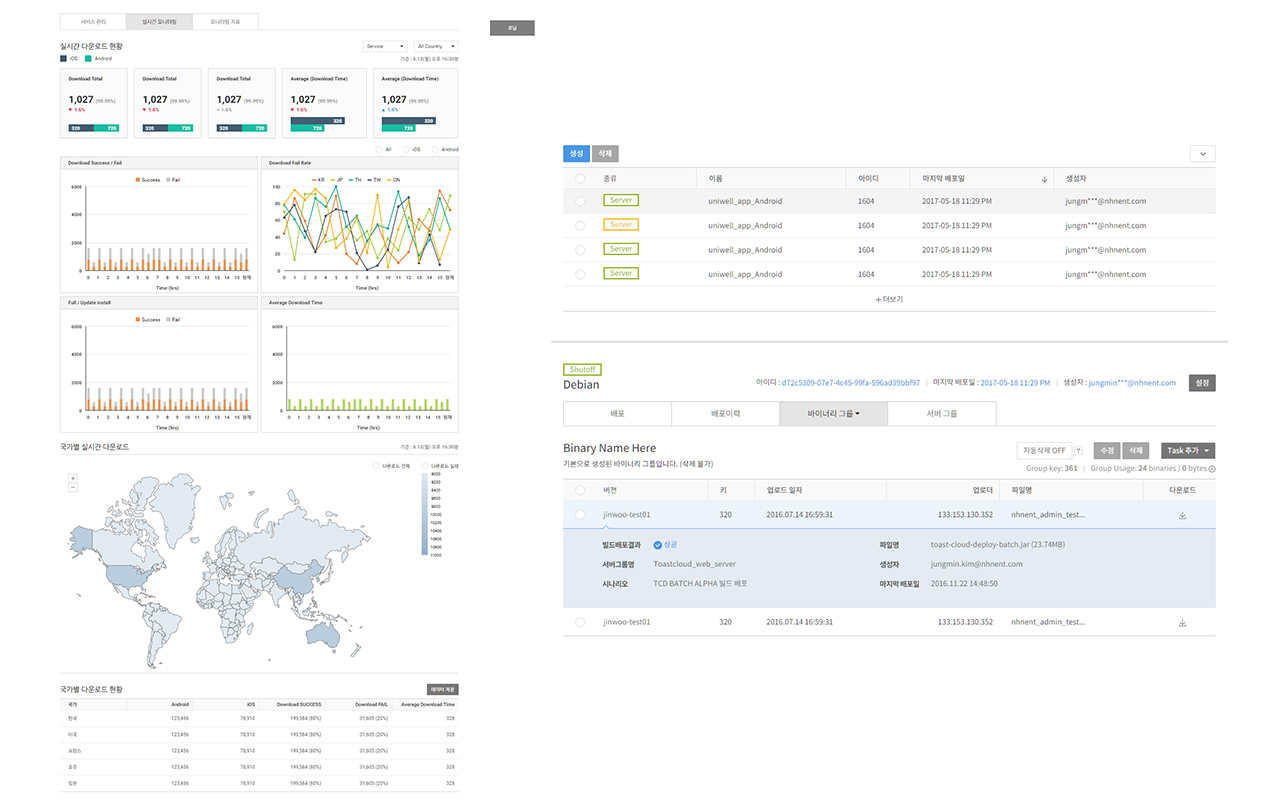 서비스 관리 실시간 모니터링 모니터링 지표
실시간 다운로드 현황
Service All Country
iOS Android
기준 : 6.12(월) 오후 16:30분
Download Total Download Total Download Total Average (Download Time) Average (Download Time)
1,027 (99.99%) 1,027 (99.99%) 1,027 (99.99%) 1,027 (99.99%) 1,027 (99.99%)
▼ 1.6% ▼ 1.6% ─ 1.6% ▼ 1.6% ▲ 1.6%
320 720 320 720 320 720 320 720 320 720
All iOS Android
Download Success / Fail
Success Fail
6000
4000
2000
0
0 1 2 3 4 5 6 7 8 9 10 11 12 13 14 15 현재
Time (hrs)
Download Fail Rate
KR JP TH TW CN
100
80
60
40
20
0
0 1 2 3 4 5 6 7 8 9 10 11 12 13 14 15 현재
Time (hrs)
Full / Update install
Success Fail
6000
4000
2000
0
0 1 2 3 4 5 6 7 8 9 10 11 12 13 14 15 현재
Time (hrs)
Average Download Time
6000
4000
2000
0
0 1 2 3 4 5 6 7 8 9 10 11 12 13 14 15 현재
Time (hrs)
국가별 실시간 다운로드
기준 : 6.12(월) 오후 16:30분
다운로드 전체 다운로드 실패
+
−
국가별 다운로드 현황
국가 Android iOS Download SUCCESS Download FAIL Average Download Time
한국 123,456 78,910 199,584 (80%) 31,605 (20%) 328
미국 123,456 78,910 199,584 (80%) 31,605 (20%) 328
프랑스 123,456 78,910 199,584 (80%) 31,605 (20%) 328
호주 123,456 78,910 199,584 (80%) 31,605 (20%) 328
일본 123,456 78,910 199,584 (80%) 31,605 (20%) 328
생성 삭제
종류 이름 아이디 마지막 배포일 ↓ 생성자
Server uniwell_app_Android 1604 2017-05-18 11:29 PM jungm***@nhnent.com
Server uniwell_app_Android 1604 2017-05-18 11:29 PM jungm***@nhnent.com
Server uniwell_app_Android 1604 2017-05-18 11:29 PM jungm***@nhnent.com
Server uniwell_app_Android 1604 2017-05-18 11:29 PM jungm***@nhnent.com
+ 더보기
Shutoff
Debian
아이디 : d72c5309-07e7-4c45-99fa-596ad39bbf97 | 마지막 배포일 : 2017-05-18 11:29 PM | 생성자 : jungmin***@nhnent.com 설정
배포 배포이력 바이너리 그룹 서버 그룹
Binary Name Here
기본으로 생성된 바이너리 그룹입니다. (삭제 불가)
자동삭제 OFF ? 수정 삭제 Task 추가
Group key: 361 | Group Usage: 24 binaries / 0 bytes
버전 키 업로드 일자 업로더 파일명 다운로드
jinwoo-test01 320 2016.07.14 16:59:31 133.153.130.352 nhnent_admin_test...
빌드배포결과 성공 파일명 toast-cloud-deploy-batch.jar (23.74MB)
서버그룹명 Toastcloud_web_server 생성자 jungmin.kim@nhnent.com
시나리오 TCD BATCH ALPHA 빌드 배포 마지막 배포일 2016.11.22 14:48:50
jinwoo-test01 320 2016.07.14 16:59:31 133.153.130.352 nhnent_admin_test...